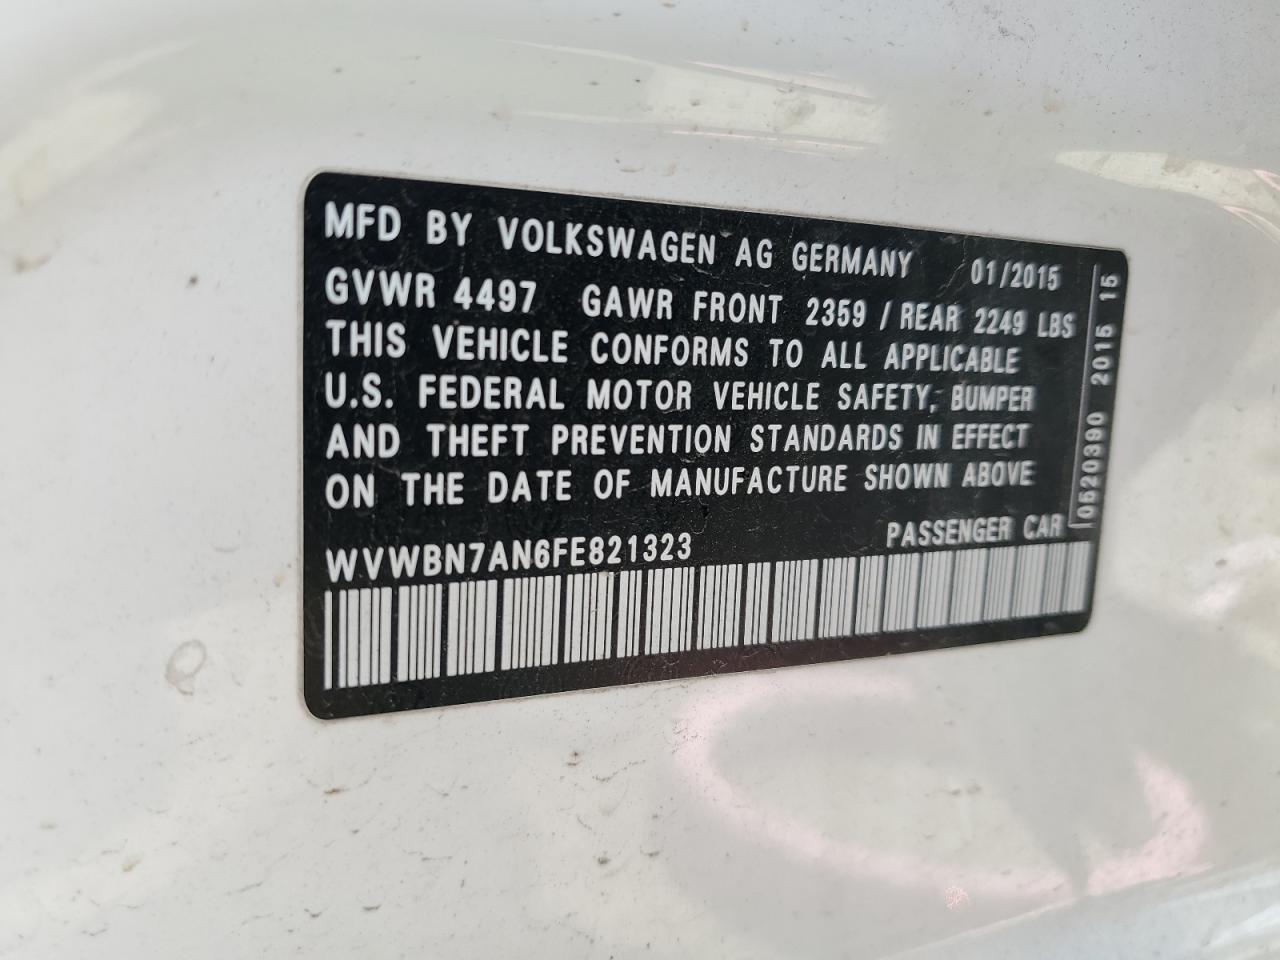 MFD BY VOLKSWAGEN AG GERMANY 01/2015
GVWR 4497 GAWR FRONT 2359 / REAR 2249 LBS
THIS VEHICLE CONFORMS TO ALL APPLICABLE
U.S. FEDERAL MOTOR VEHICLE SAFETY, BUMPER
AND THEFT PREVENTION STANDARDS IN EFFECT
ON THE DATE OF MANUFACTURE SHOWN ABOVE
PASSENGER CAR
WVWBN7AN6FE821323
0520390 2015 15